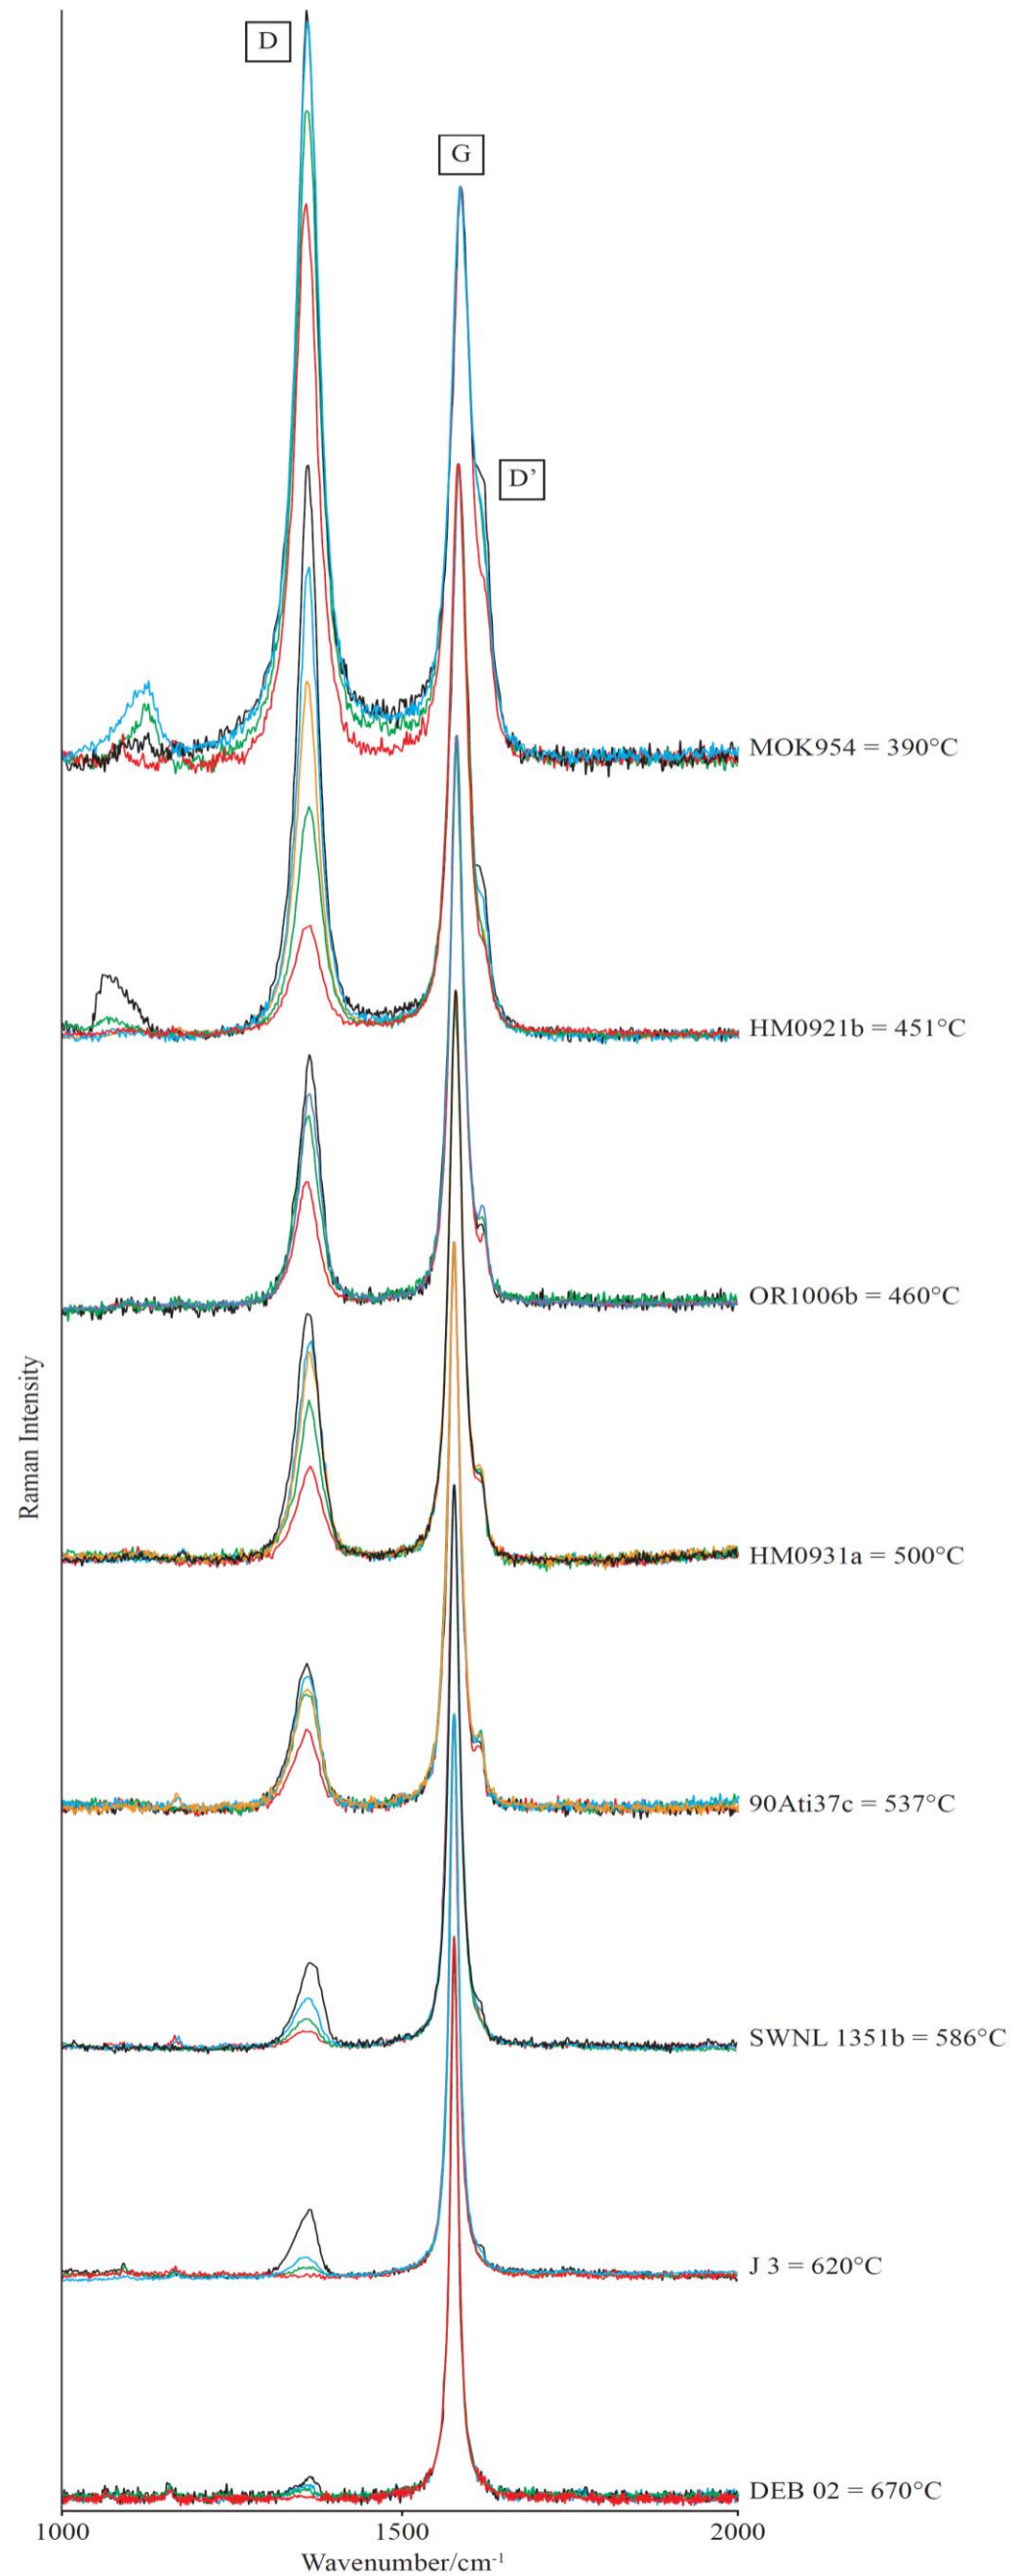 D
G
D’
MOK954 = 390°C
HM0921b = 451°C
OR1006b = 460°C
Raman Intensity
HM0931a = 500°C
90Ati37c = 537°C
SWNL 1351b = 586°C
J 3 = 620°C
DEB 02 = 670°C
1000 1500 2000
Wavenumber/cm⁻¹